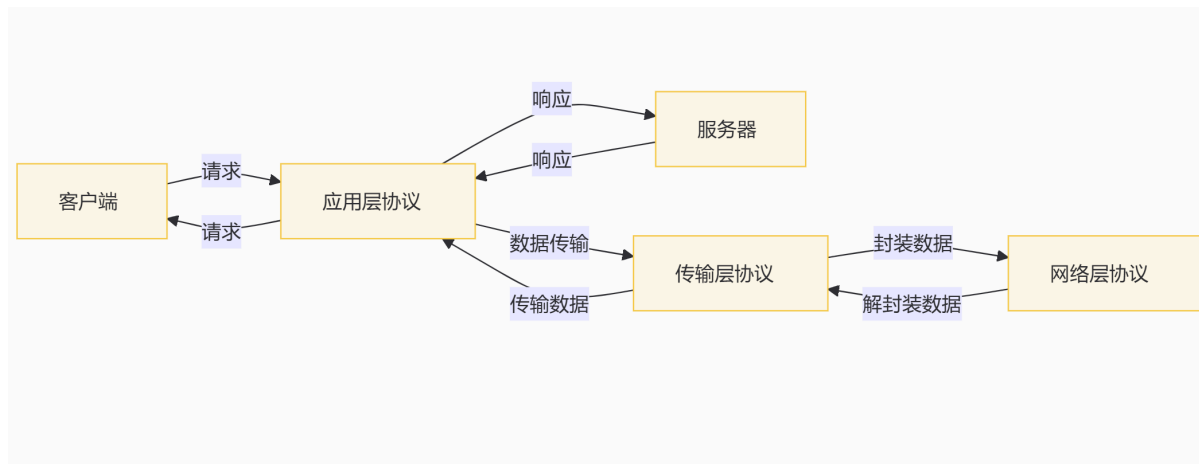 响应
服务器
响应
请求
客户端
应用层协议
请求
数据传输
封装数据
传输层协议
网络层协议
传输数据
解封装数据